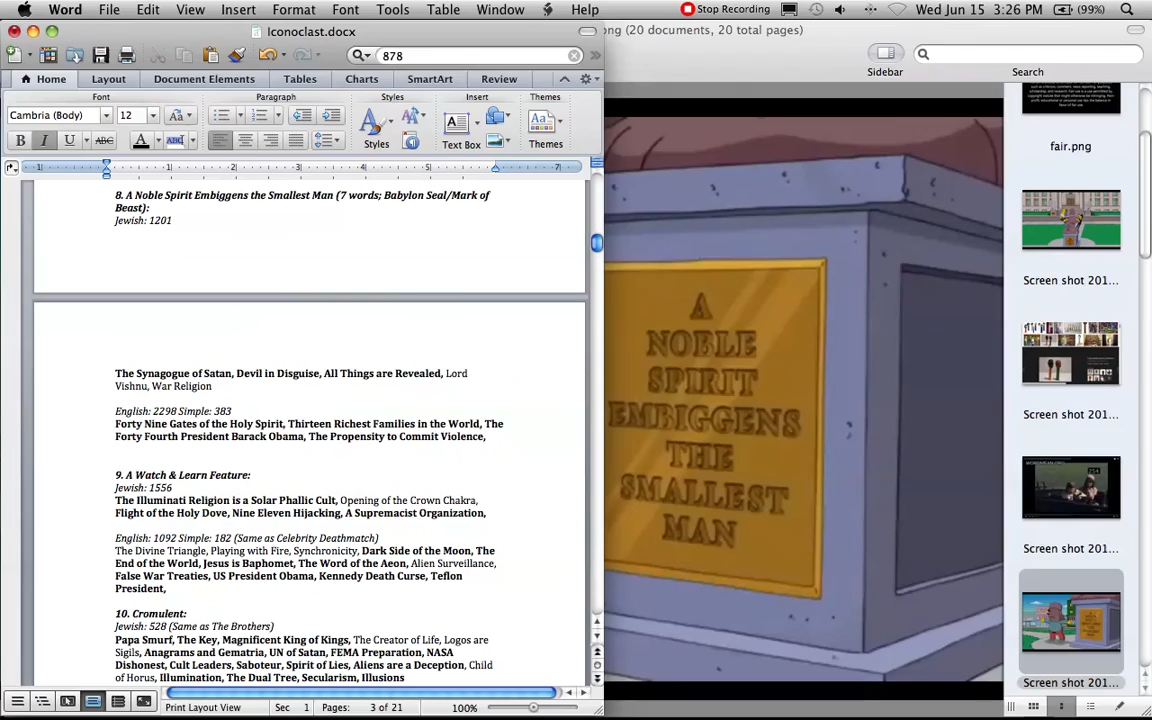 Word File Edit View Insert Format Font Tools Table Window Help Stop Recording Wed Jun 15 3:26 PM (99%)
Iconoclast.docx
878
Home Layout Document Elements Tables Charts SmartArt Review
Font Paragraph Styles Insert Themes
Cambria (Body) 12 Aa
B I U ABC A ABC Styles Text Box Themes
1 1 2 3 4 5 7
8. A Noble Spirit Embiggens the Smallest Man (7 words; Babylon Seal/Mark of
Beast):
Jewish: 1201
The Synagogue of Satan, Devil in Disguise, All Things are Revealed, Lord
Vishnu, War Religion
English: 2298 Simple: 383
Forty Nine Gates of the Holy Spirit, Thirteen Richest Families in the World, The
Forty Fourth President Barack Obama, The Propensity to Commit Violence,
9. A Watch & Learn Feature:
Jewish: 1556
The Illuminati Religion is a Solar Phallic Cult, Opening of the Crown Chakra,
Flight of the Holy Dove, Nine Eleven Hijacking, A Supremacist Organization,
English: 1092 Simple: 182 (Same as Celebrity Deathmatch)
The Divine Triangle, Playing with Fire, Synchronicity, Dark Side of the Moon, The
End of the World, Jesus is Baphomet, The Word of the Aeon, Alien Surveillance,
False War Treaties, US President Obama, Kennedy Death Curse, Teflon
President,
10. Cromulent:
Jewish: 528 (Same as The Brothers)
Papa Smurf, The Key, Magnificent King of Kings, The Creator of Life, Logos are
Sigils, Anagrams and Gematria, UN of Satan, FEMA Preparation, NASA
Dishonest, Cult Leaders, Saboteur, Spirit of Lies, Aliens are a Deception, Child
of Horus, Illumination, The Dual Tree, Secularism, Illusions
Print Layout View Sec 1 Pages: 3 of 21 100%
ng (20 documents, 20 total pages)
Sidebar Search
A
NOBLE
SPIRIT
EMBIGGENS
THE
SMALLEST
MAN
fair.png
Screen shot 201...
Screen shot 201...
Screen shot 201...
Screen shot 201...